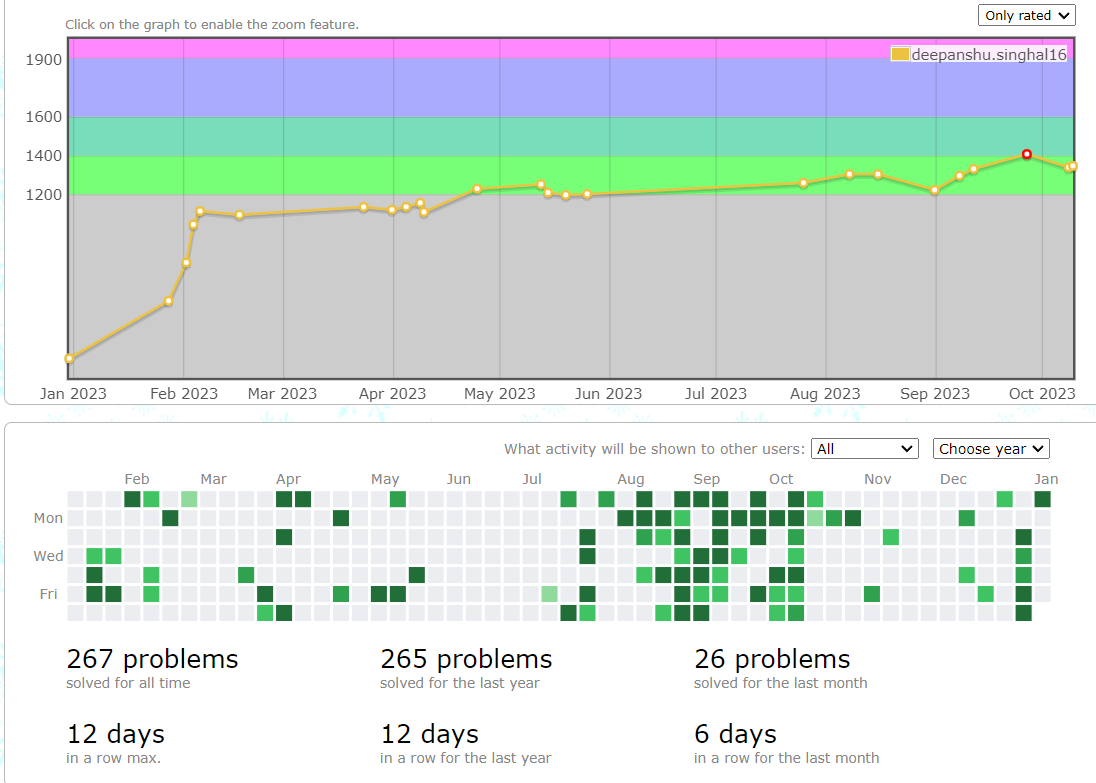 Click on the graph to enable the zoom feature.
Only rated
deepanshu.singhal16
1900
1600
1400
1200
Jan 2023 Feb 2023 Mar 2023 Apr 2023 May 2023 Jun 2023 Jul 2023 Aug 2023 Sep 2023 Oct 2023
What activity will be shown to other users: All Choose year
Feb Mar Apr May Jun Jul Aug Sep Oct Nov Dec Jan
Mon
Wed
Fri
267 problems 265 problems 26 problems
solved for all time solved for the last year solved for the last month
12 days 12 days 6 days
in a row max. in a row for the last year in a row for the last month